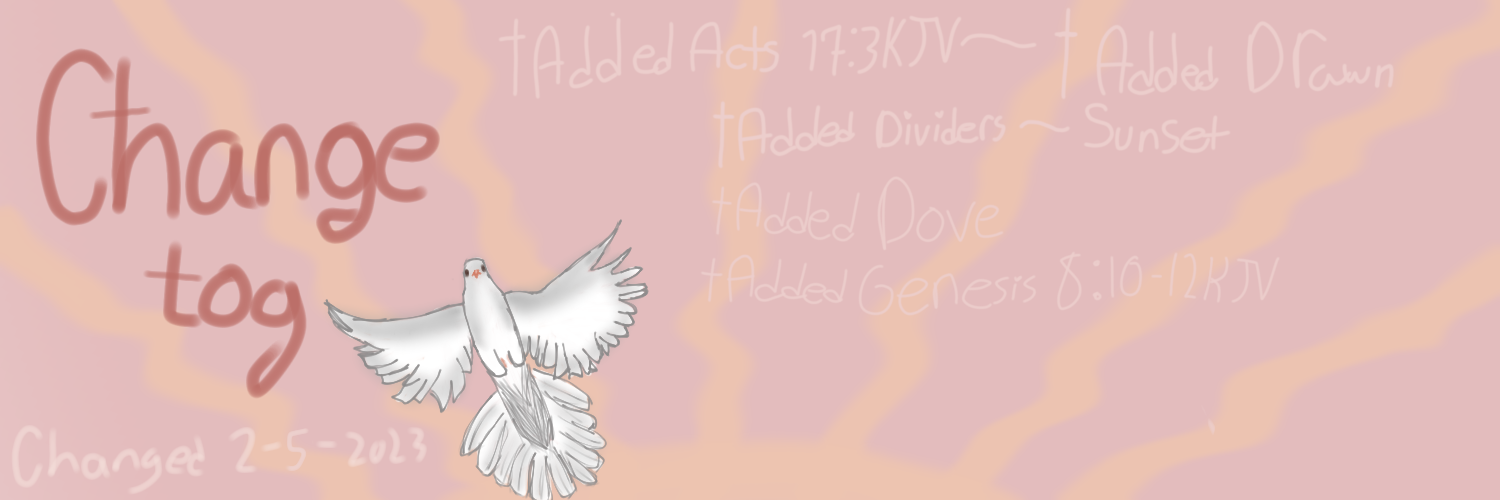 Change
tog
†Added Acts 17:3KJV~
† Added Drawn
†Added Dividers ~ Sunset
†Added Dove
†Added Genesis 8:10-12KJV
Changed 2-5-2023